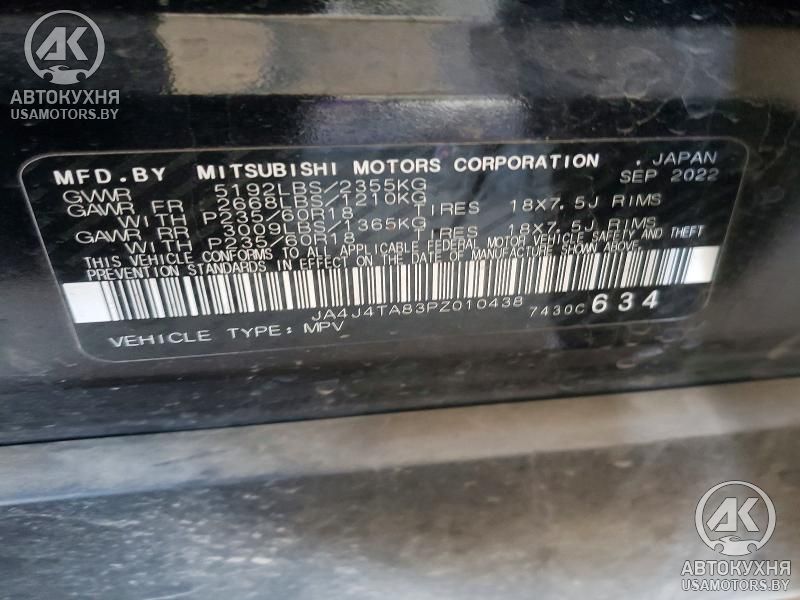 AK
АВТОКУХНЯ
USAMOTORS.BY
MFD.BY MITSUBISHI MOTORS CORPORATION , JAPAN
GVWR 5192LBS/2355KG SEP 2022
GAWR FR 2668LBS/1210KG
WITH P235/60R18 TIRES 18X7.5J RIMS
GAWR RR 3009LBS/1365KG
WITH P235/60R18 TIRES 18X7.5J RIMS
THIS VEHICLE CONFORMS TO ALL APPLICABLE FEDERAL MOTOR VEHICLE SAFETY AND THEFT
PREVENTION STANDARDS IN EFFECT ON THE DATE OF MANUFACTURE SHOWN ABOVE.
JA4J4TA83PZ010438 7430C 634
VEHICLE TYPE: MPV
AK
АВТОКУХНЯ
USAMOTORS.BY